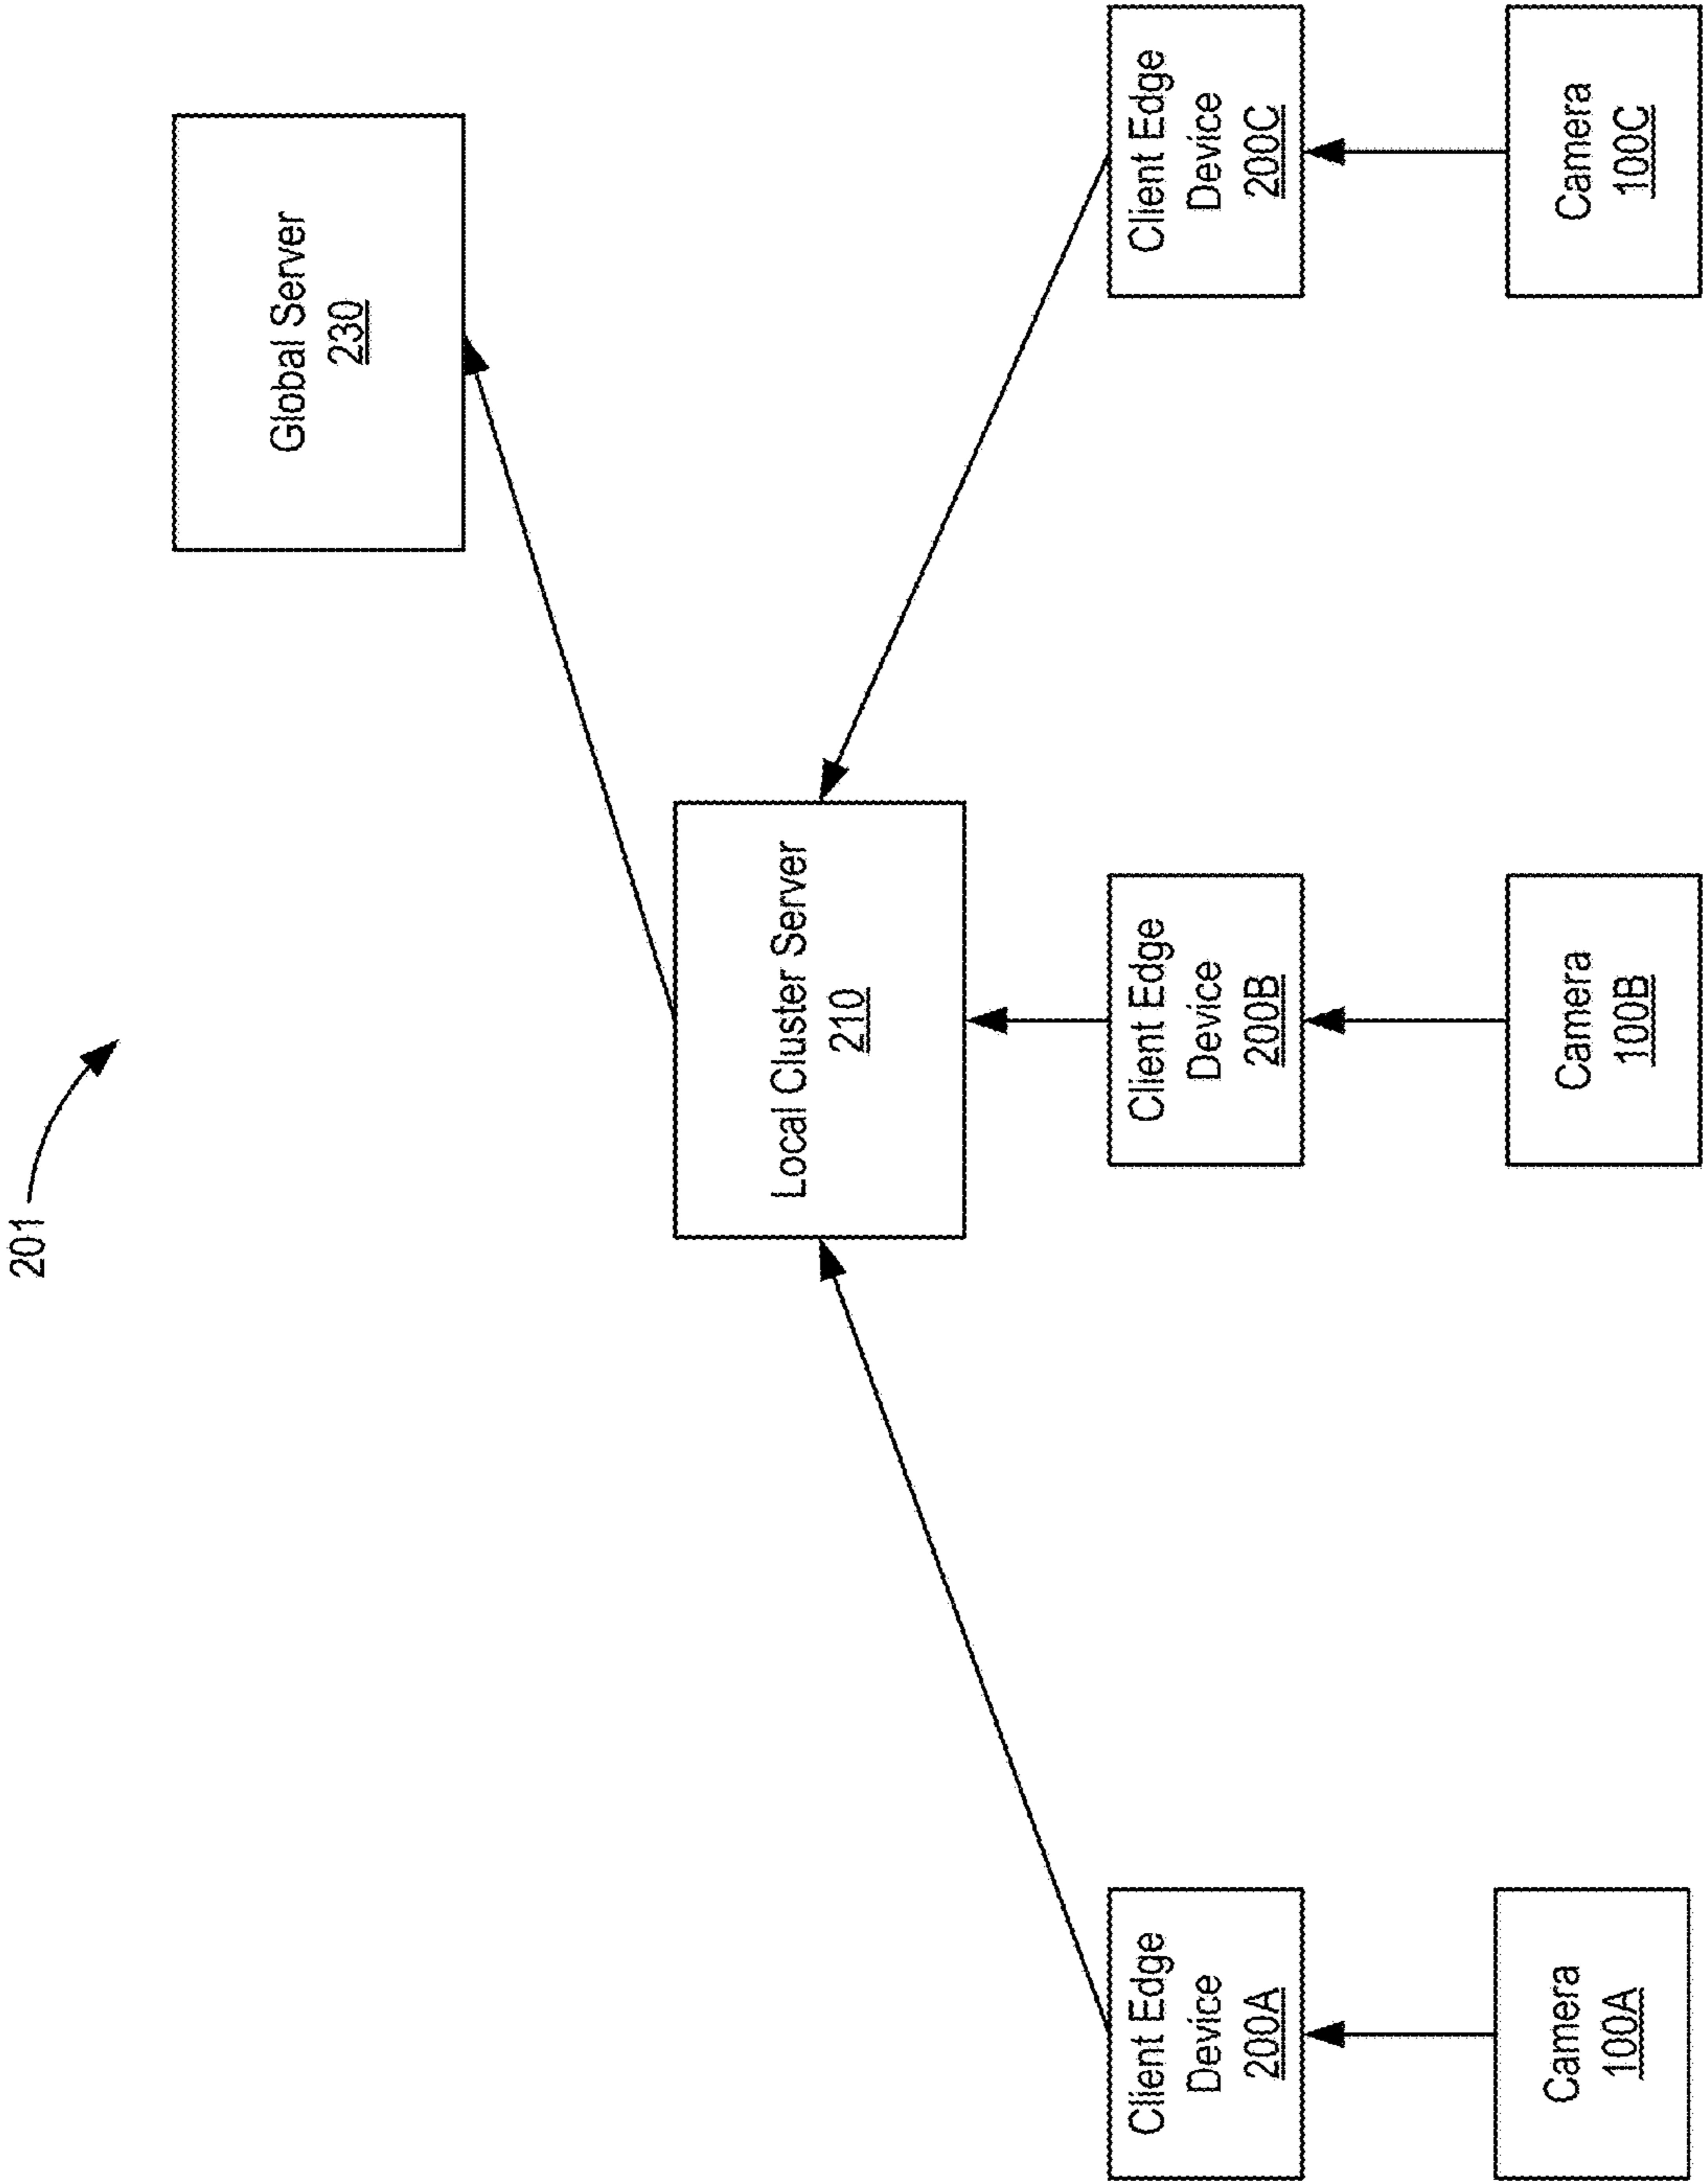 201
Global Server
230
Local Cluster Server
210
Client Edge
Device
200A
Client Edge
Device
200B
Client Edge
Device
200C
Camera
100A
Camera
100B
Camera
100C